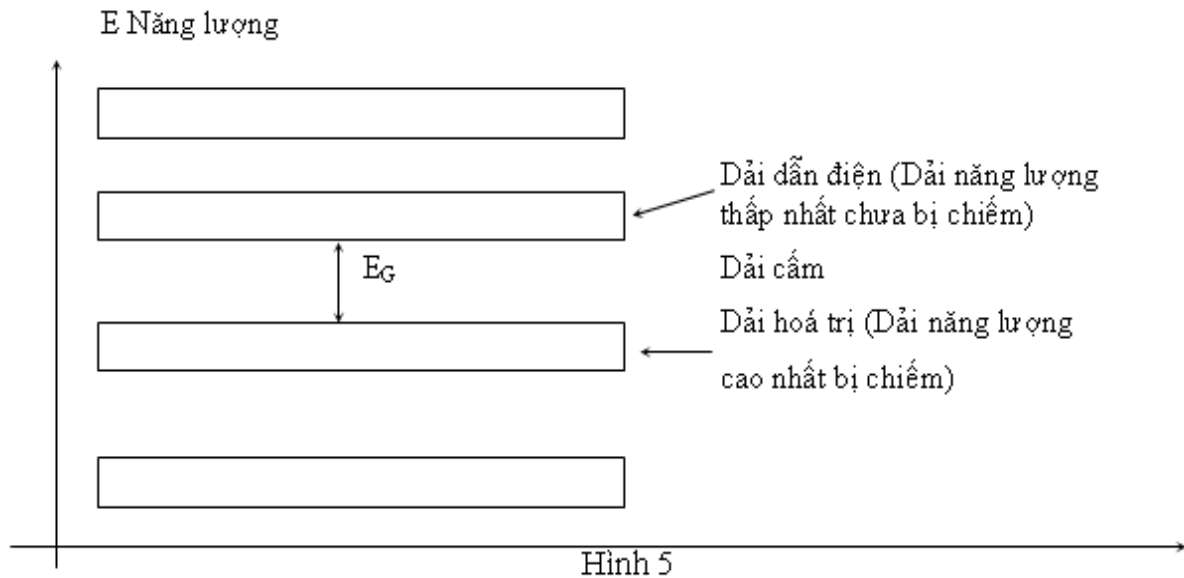 E Năng lượng
Dải dẫn điện (Dải năng lượng
thấp nhất chưa bị chiếm)
E_G
Dải cấm
Dải hoá trị (Dải năng lượng
cao nhất bị chiếm)
Hình 5